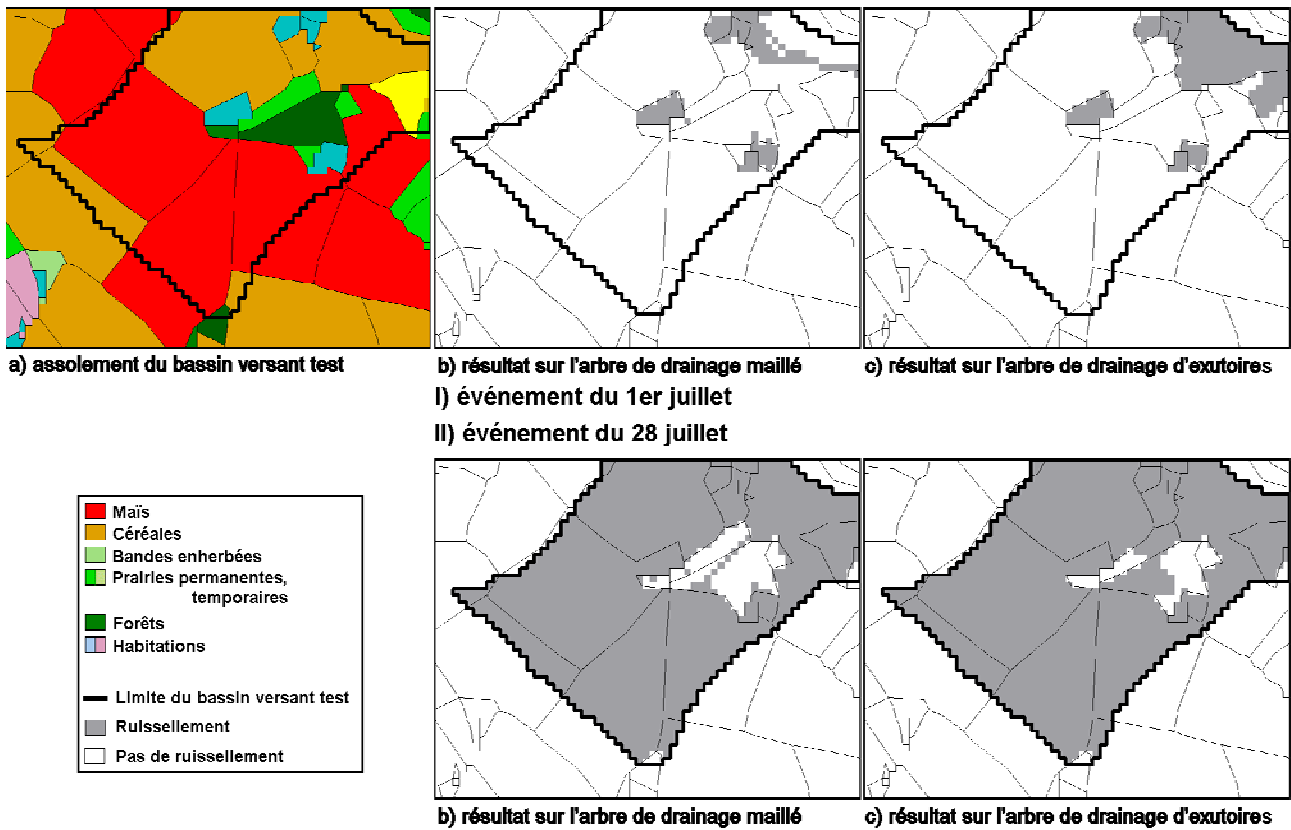 a) assolement du bassin versant test
b) résultat sur l'arbre de drainage maillé
c) résultat sur l'arbre de drainage d'exutoires
I) événement du 1er juillet
II) événement du 28 juillet
Maïs
Céréales
Bandes enherbées
Prairies permanentes,
temporaires
Forêts
Habitations
Limite du bassin versant test
Ruissellement
Pas de ruissellement
b) résultat sur l'arbre de drainage maillé
c) résultat sur l'arbre de drainage d'exutoires